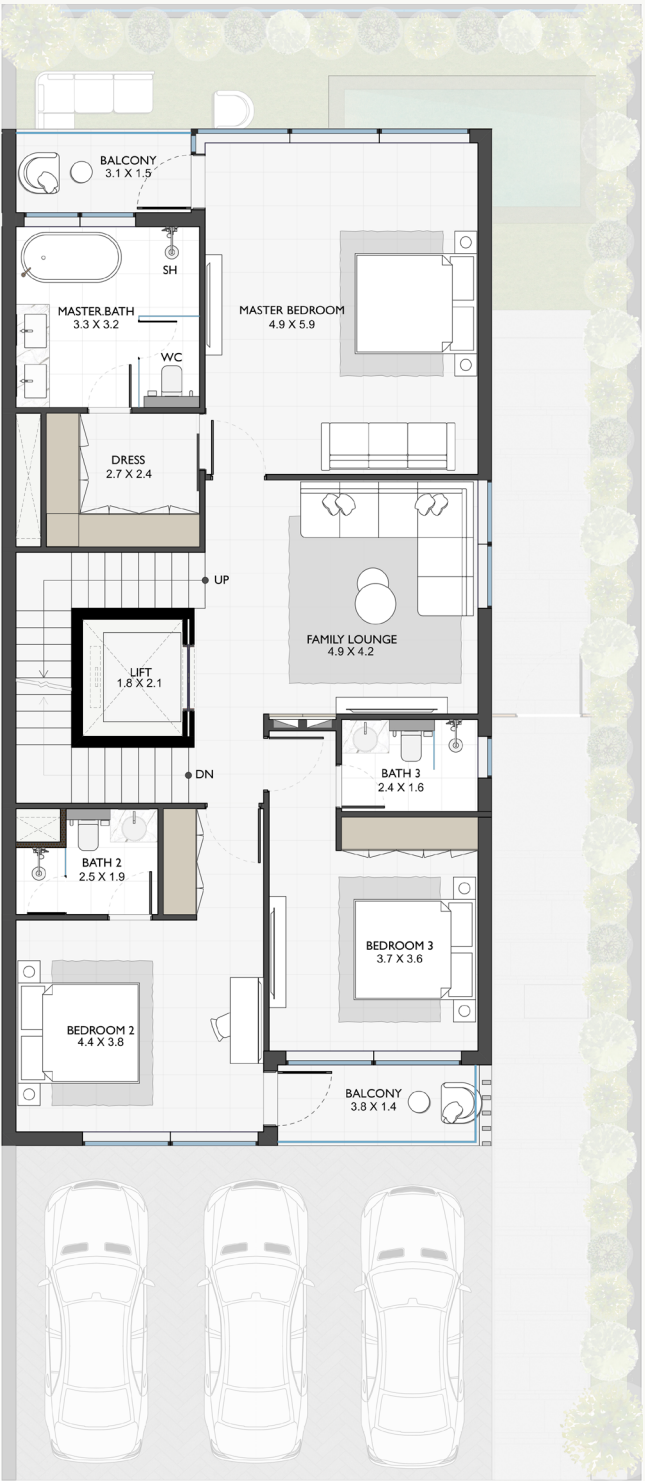 BALCONY
3.1 X 1.5
SH
MASTER.BATH
3.3 X 3.2
MASTER BEDROOM
4.9 X 5.9
WC
DRESS
2.7 X 2.4
UP
FAMILY LOUNGE
4.9 X 4.2
LIFT
1.8 X 2.1
DN
BATH 3
2.4 X 1.6
BATH 2
2.5 X 1.9
BEDROOM 3
3.7 X 3.6
BEDROOM 2
4.4 X 3.8
BALCONY
3.8 X 1.4